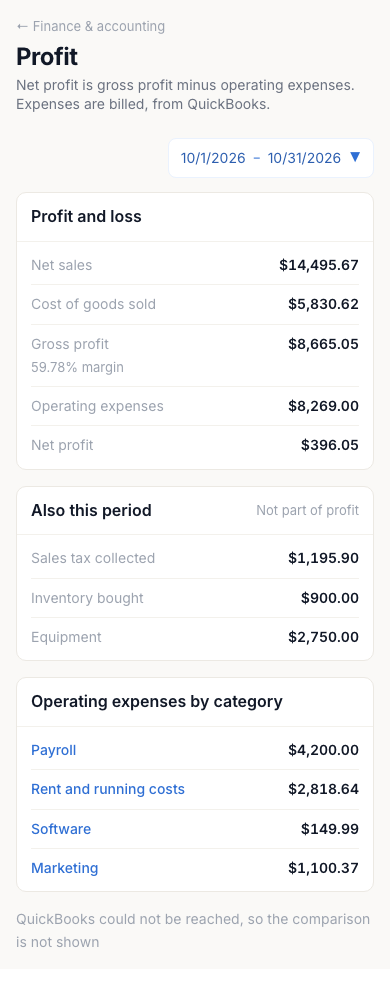 ← Finance & accounting
Profit
Net profit is gross profit minus operating expenses.
Expenses are billed, from QuickBooks.
10/1/2026 – 10/31/2026 ▼
Profit and loss
Net sales $14,495.67
Cost of goods sold $5,830.62
Gross profit $8,665.05
59.78% margin
Operating expenses $8,269.00
Net profit $396.05
Also this period Not part of profit
Sales tax collected $1,195.90
Inventory bought $900.00
Equipment $2,750.00
Operating expenses by category
Payroll $4,200.00
Rent and running costs $2,818.64
Software $149.99
Marketing $1,100.37
QuickBooks could not be reached, so the comparison
is not shown